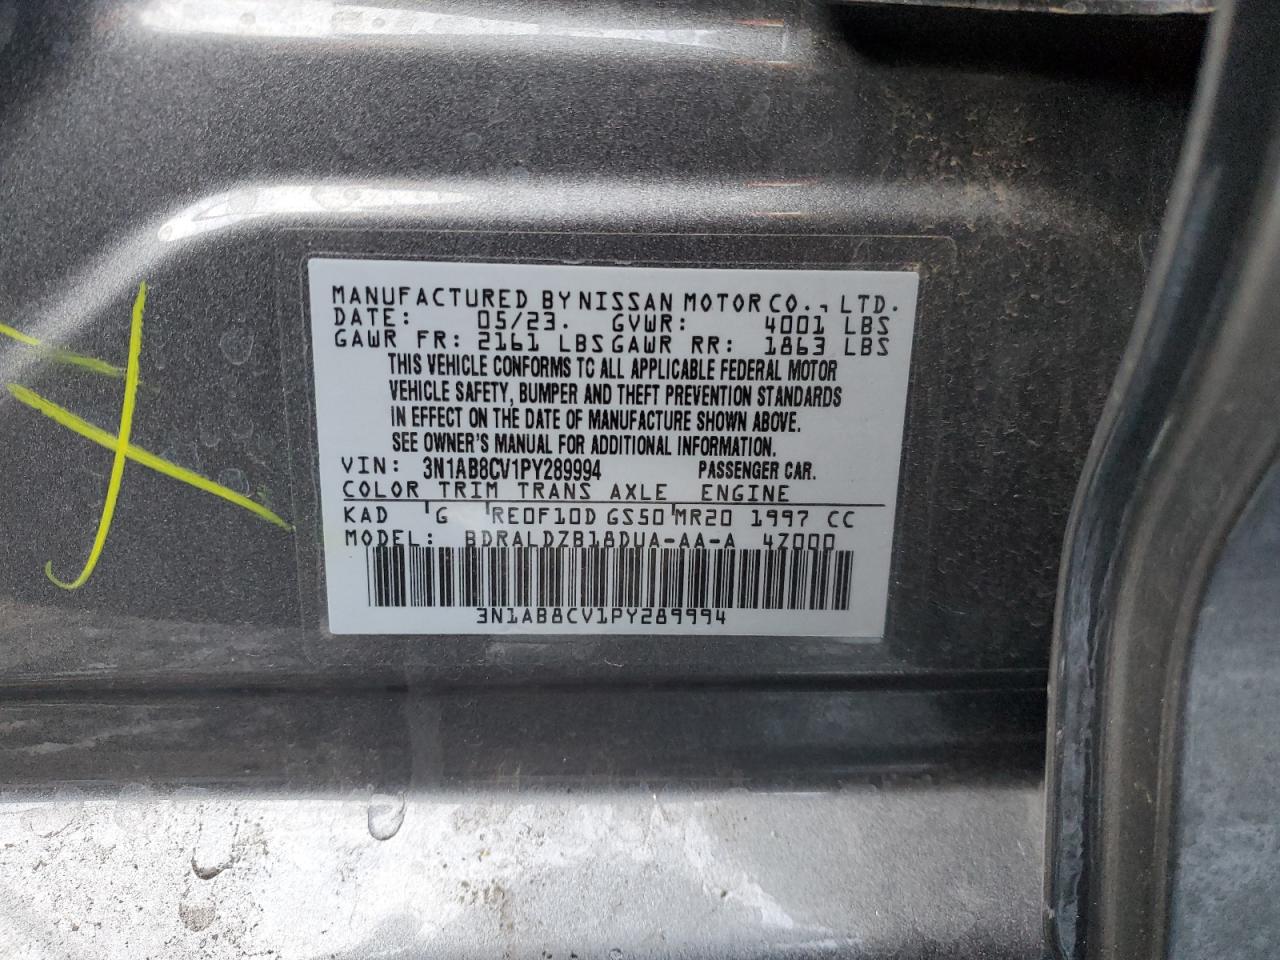 MANUFACTURED BY NISSAN MOTOR CO., LTD.
DATE: 05/23. GVWR: 4001 LBS
GAWR FR: 2161 LBS GAWR RR: 1863 LBS
THIS VEHICLE CONFORMS TO ALL APPLICABLE FEDERAL MOTOR
VEHICLE SAFETY, BUMPER AND THEFT PREVENTION STANDARDS
IN EFFECT ON THE DATE OF MANUFACTURE SHOWN ABOVE.
SEE OWNER'S MANUAL FOR ADDITIONAL INFORMATION.
VIN: 3N1AB8CV1PY289994 PASSENGER CAR.
COLOR TRIM TRANS AXLE ENGINE
KAD G RE0F10D GS50 MR20 1997 CC
MODEL: BDRALDZB18DUA-AA-A 4Z000
3N1AB8CV1PY289994